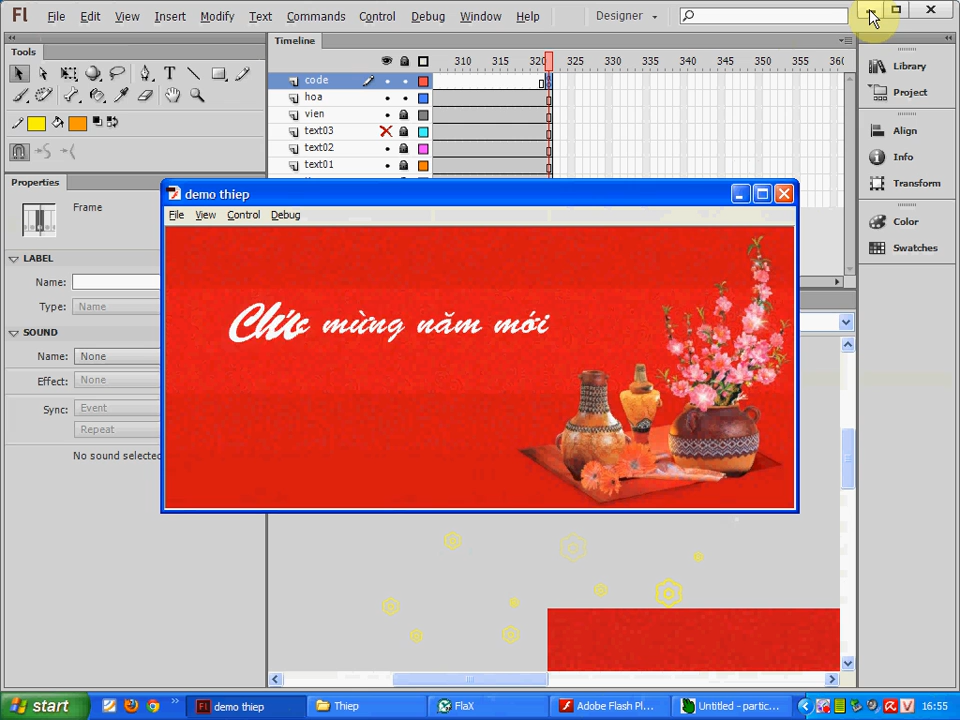 Fl File Edit View Insert Modify Text Commands Control Debug Window Help Designer
Tools
Timeline
310 315 320 325 330 335 340 345 350 355 360
code
hoa
vien
text03
text02
text01
Library
Project
Align
Info
Transform
Color
Swatches
Properties
Frame
LABEL
Name:
Type: Name
SOUND
Name: None
Effect: None
Sync: Event
Repeat
No sound selected
demo thiep
File View Control Debug
Chúc mừng năm mới
start
Fl demo thiep
Thiep
FlaX
Adobe Flash Pl...
Untitled - partic...
V
16:55